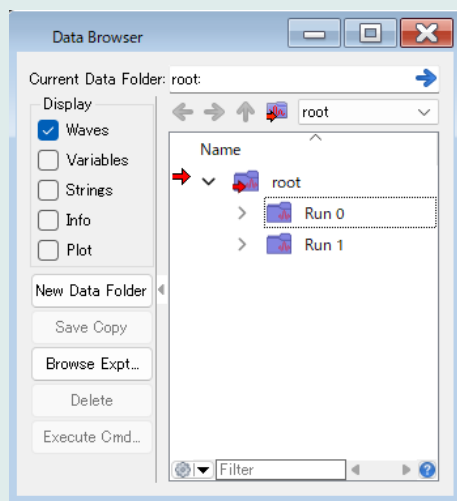 Data Browser
Current Data Folder: root:
Display
Waves
Variables
Strings
Info
Plot
New Data Folder
Save Copy
Browse Expt...
Delete
Execute Cmd...
root
Name
root
Run 0
Run 1
Filter